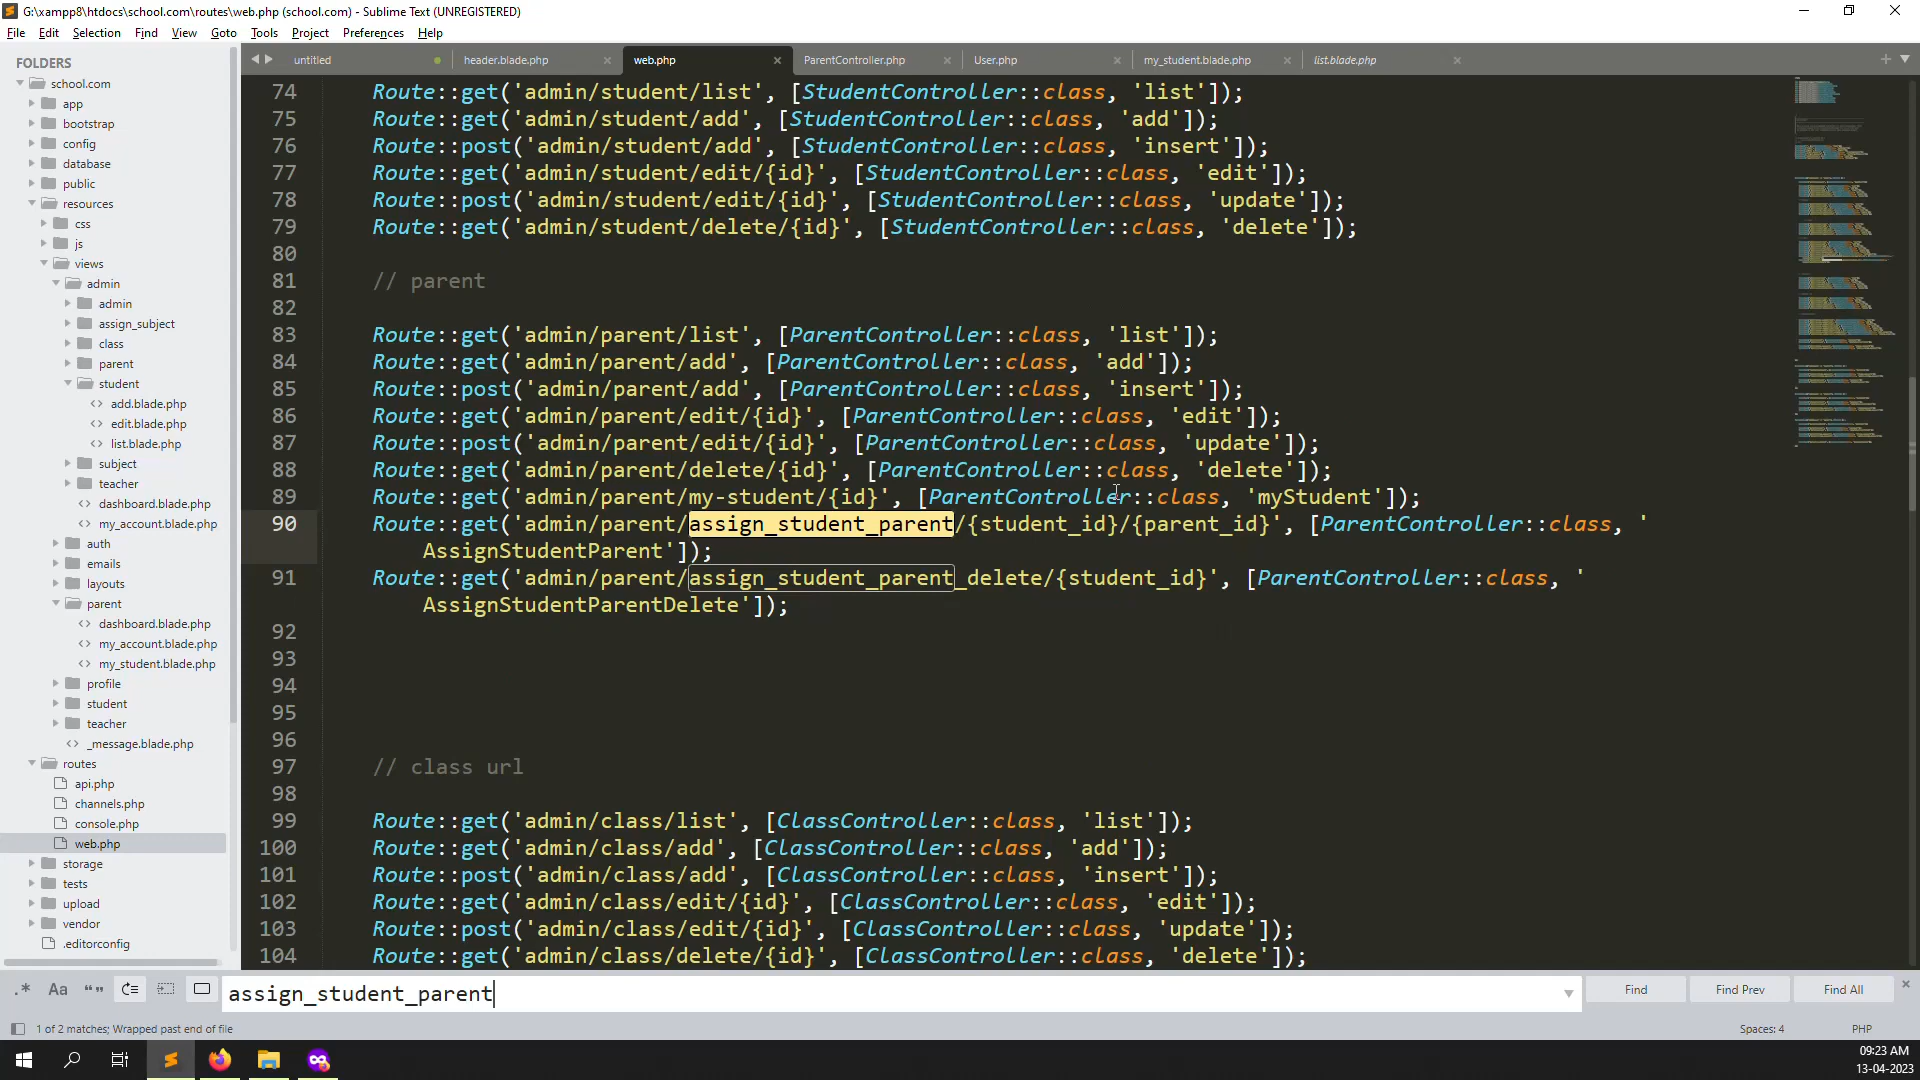 G:\xampp8\htdocs\school.com\routes\web.php (school.com) - Sublime Text (UNREGISTERED)
File Edit Selection Find View Goto Tools Project Preferences Help
FOLDERS
school.com
app
bootstrap
config
database
public
resources
css
js
views
admin
admin
assign_subject
class
parent
student
add.blade.php
edit.blade.php
list.blade.php
subject
teacher
dashboard.blade.php
my_account.blade.php
auth
emails
layouts
parent
dashboard.blade.php
my_account.blade.php
my_student.blade.php
profile
student
teacher
_message.blade.php
routes
api.php
channels.php
console.php
web.php
storage
tests
upload
vendor
.editorconfig
untitled header.blade.php web.php ParentController.php User.php my_student.blade.php list.blade.php
74 Route::get('admin/student/list', [StudentController::class, 'list']);
75 Route::get('admin/student/add', [StudentController::class, 'add']);
76 Route::post('admin/student/add', [StudentController::class, 'insert']);
77 Route::get('admin/student/edit/{id}', [StudentController::class, 'edit']);
78 Route::post('admin/student/edit/{id}', [StudentController::class, 'update']);
79 Route::get('admin/student/delete/{id}', [StudentController::class, 'delete']);
80
81 // parent
82
83 Route::get('admin/parent/list', [ParentController::class, 'list']);
84 Route::get('admin/parent/add', [ParentController::class, 'add']);
85 Route::post('admin/parent/add', [ParentController::class, 'insert']);
86 Route::get('admin/parent/edit/{id}', [ParentController::class, 'edit']);
87 Route::post('admin/parent/edit/{id}', [ParentController::class, 'update']);
88 Route::get('admin/parent/delete/{id}', [ParentController::class, 'delete']);
89 Route::get('admin/parent/my-student/{id}', [ParentController::class, 'myStudent']);
90 Route::get('admin/parent/assign_student_parent/{student_id}/{parent_id}', [ParentController::class, '
AssignStudentParent']);
91 Route::get('admin/parent/assign_student_parent_delete/{student_id}', [ParentController::class, '
AssignStudentParentDelete']);
92
93
94
95
96
97 // class url
98
99 Route::get('admin/class/list', [ClassController::class, 'list']);
100 Route::get('admin/class/add', [ClassController::class, 'add']);
101 Route::post('admin/class/add', [ClassController::class, 'insert']);
102 Route::get('admin/class/edit/{id}', [ClassController::class, 'edit']);
103 Route::post('admin/class/edit/{id}', [ClassController::class, 'update']);
104 Route::get('admin/class/delete/{id}', [ClassController::class, 'delete']);
.* Aa “” assign_student_parent Find Find Prev Find All
1 of 2 matches; Wrapped past end of file Spaces: 4 PHP
09:23 AM
13-04-2023